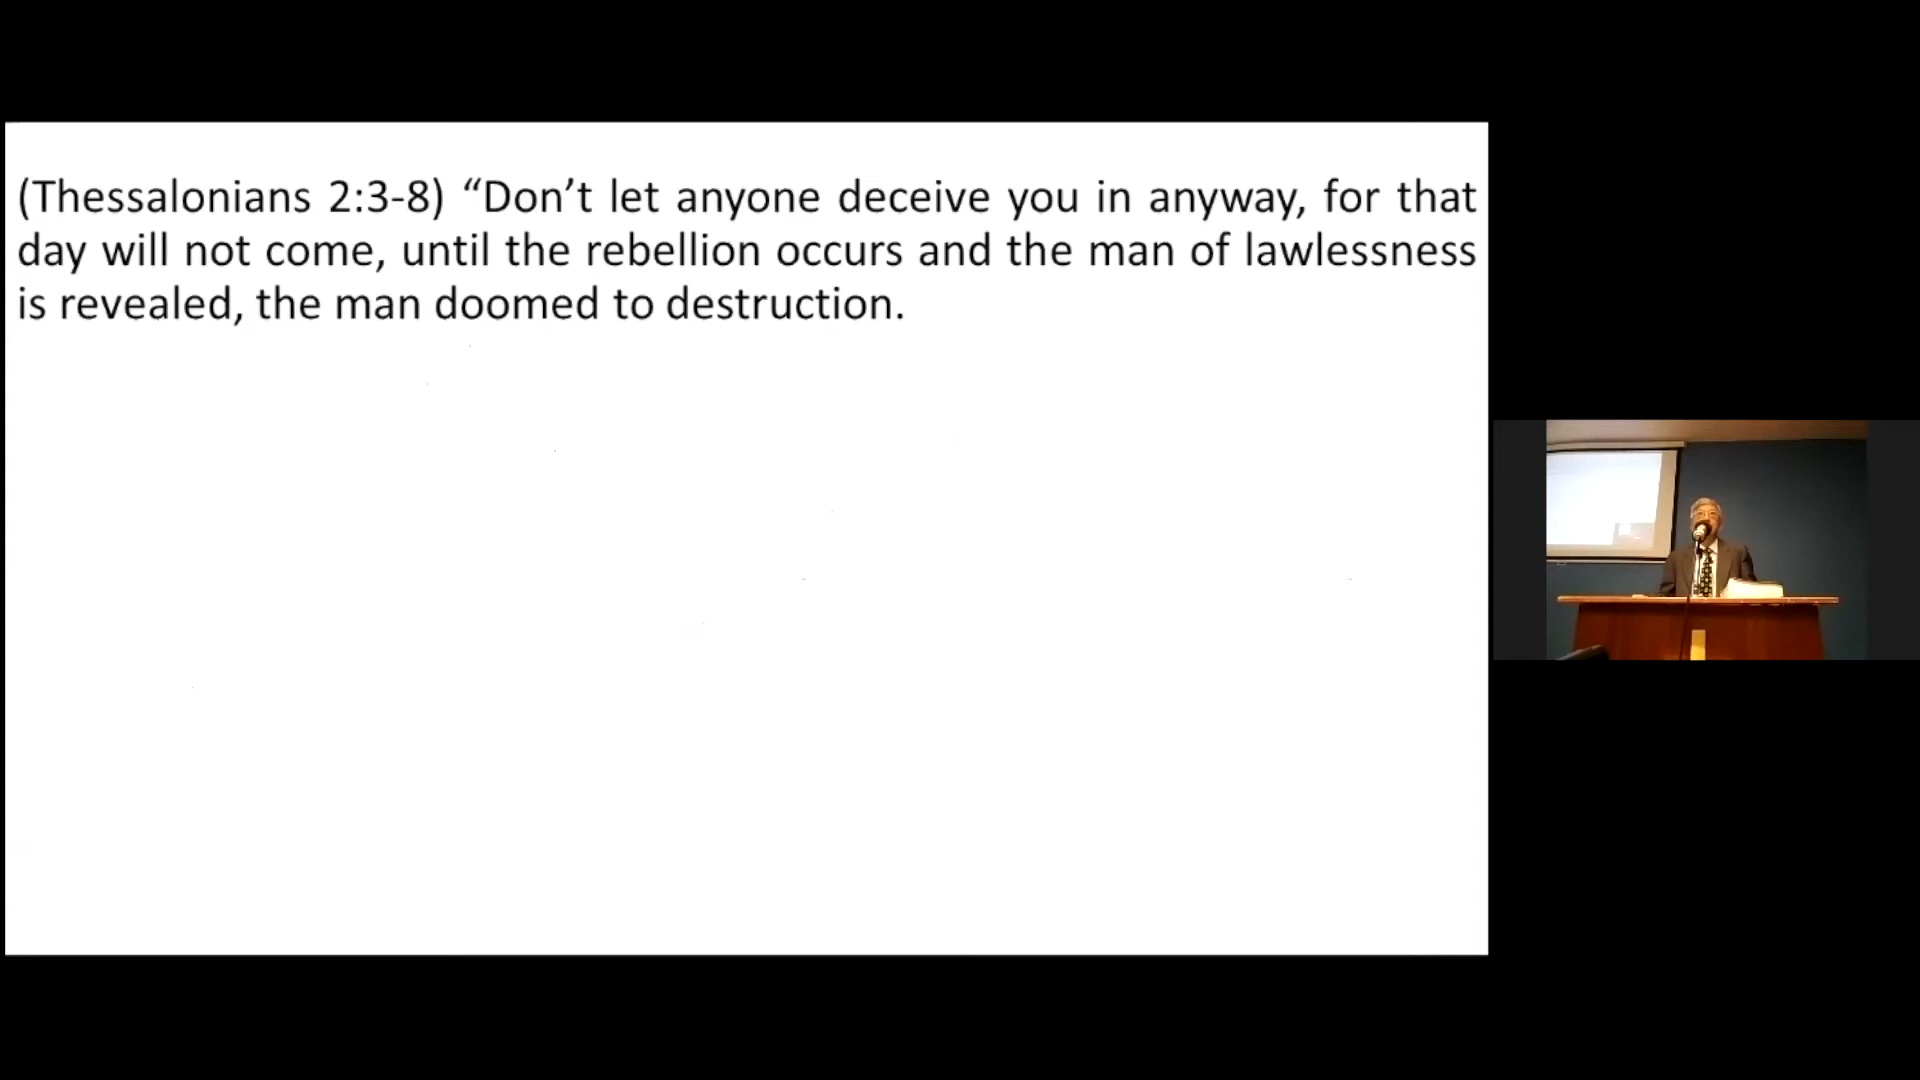 (Thessalonians 2:3-8) “Don’t let anyone deceive you in anyway, for that
day will not come, until the rebellion occurs and the man of lawlessness
is revealed, the man doomed to destruction.